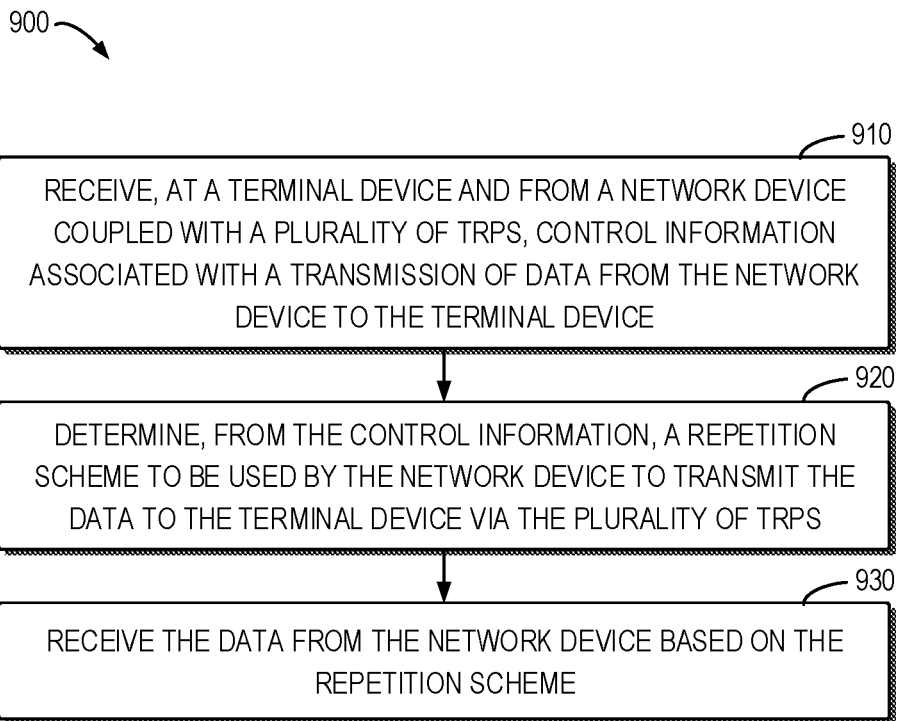 900
910
RECEIVE, AT A TERMINAL DEVICE AND FROM A NETWORK DEVICE
COUPLED WITH A PLURALITY OF TRPS, CONTROL INFORMATION
ASSOCIATED WITH A TRANSMISSION OF DATA FROM THE NETWORK
DEVICE TO THE TERMINAL DEVICE
920
DETERMINE, FROM THE CONTROL INFORMATION, A REPETITION
SCHEME TO BE USED BY THE NETWORK DEVICE TO TRANSMIT THE
DATA TO THE TERMINAL DEVICE VIA THE PLURALITY OF TRPS
930
RECEIVE THE DATA FROM THE NETWORK DEVICE BASED ON THE
REPETITION SCHEME